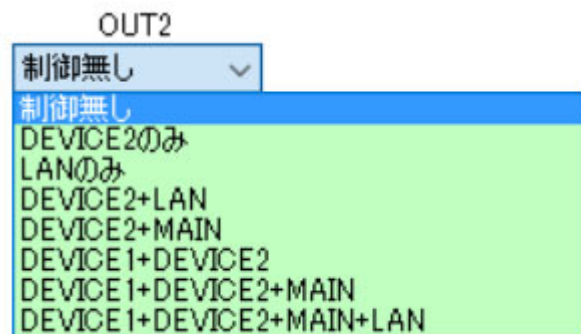 OUT2
制御無し
制御無し
DEVICE2のみ
LANのみ
DEVICE2+LAN
DEVICE2+MAIN
DEVICE1+DEVICE2
DEVICE1+DEVICE2+MAIN
DEVICE1+DEVICE2+MAIN+LAN